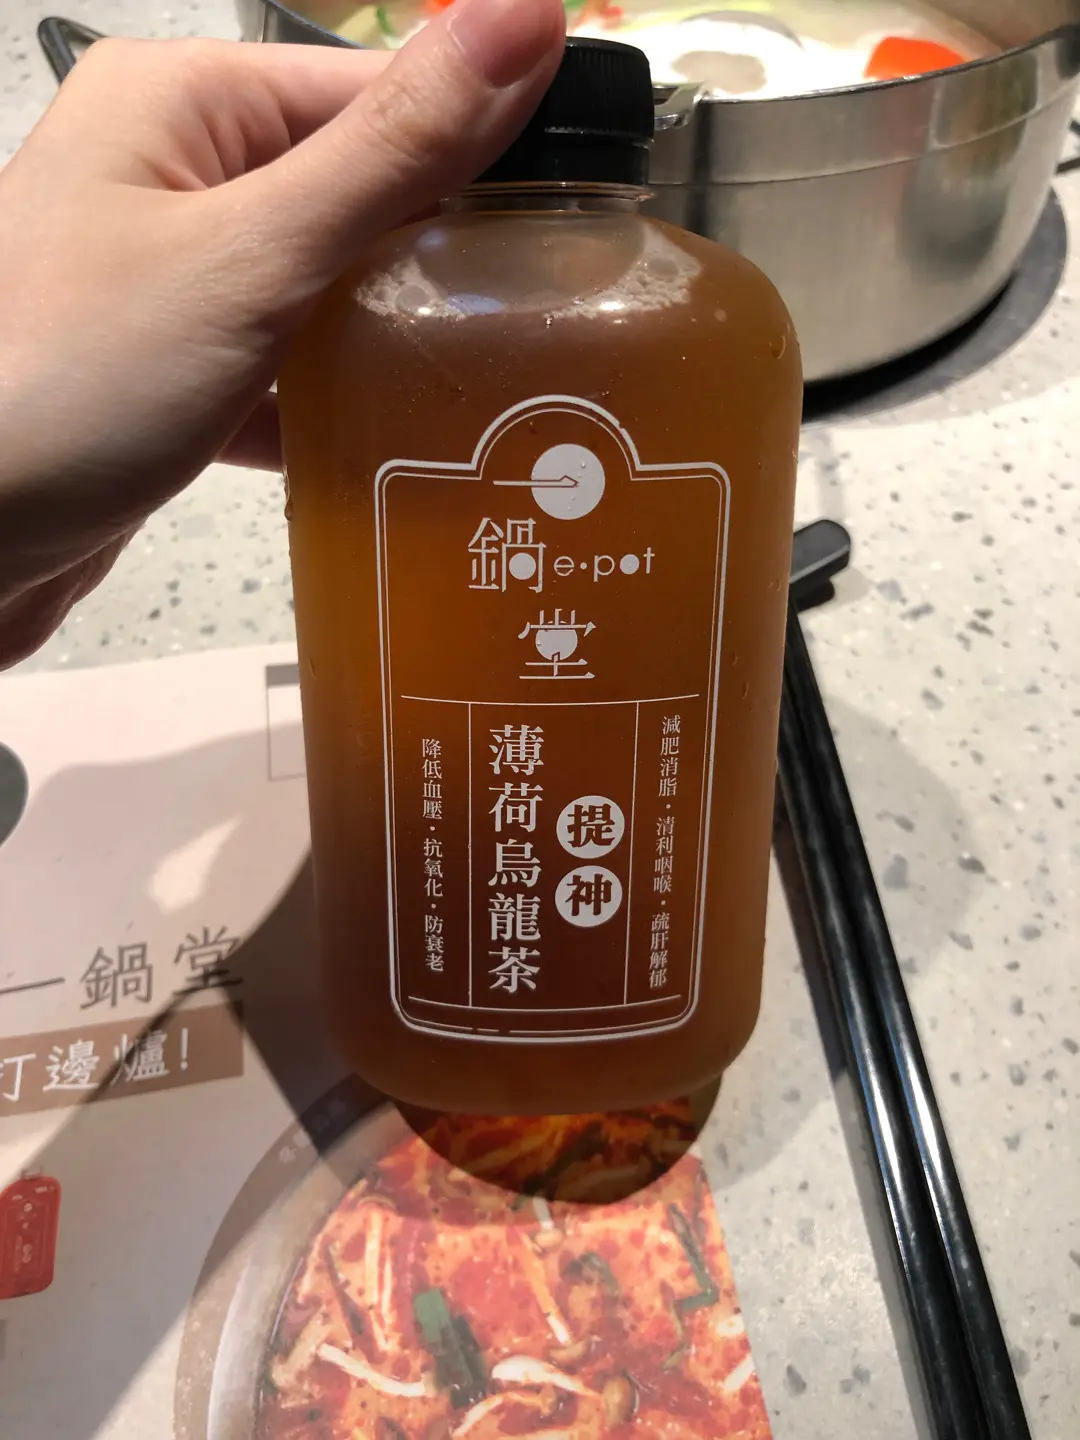 一鍋堂
e·pot
減肥消脂・清利咽喉・疏肝解郁
提神
薄荷烏龍茶
降低血壓・抗氧化・防衰老
一鍋堂
打邊爐!